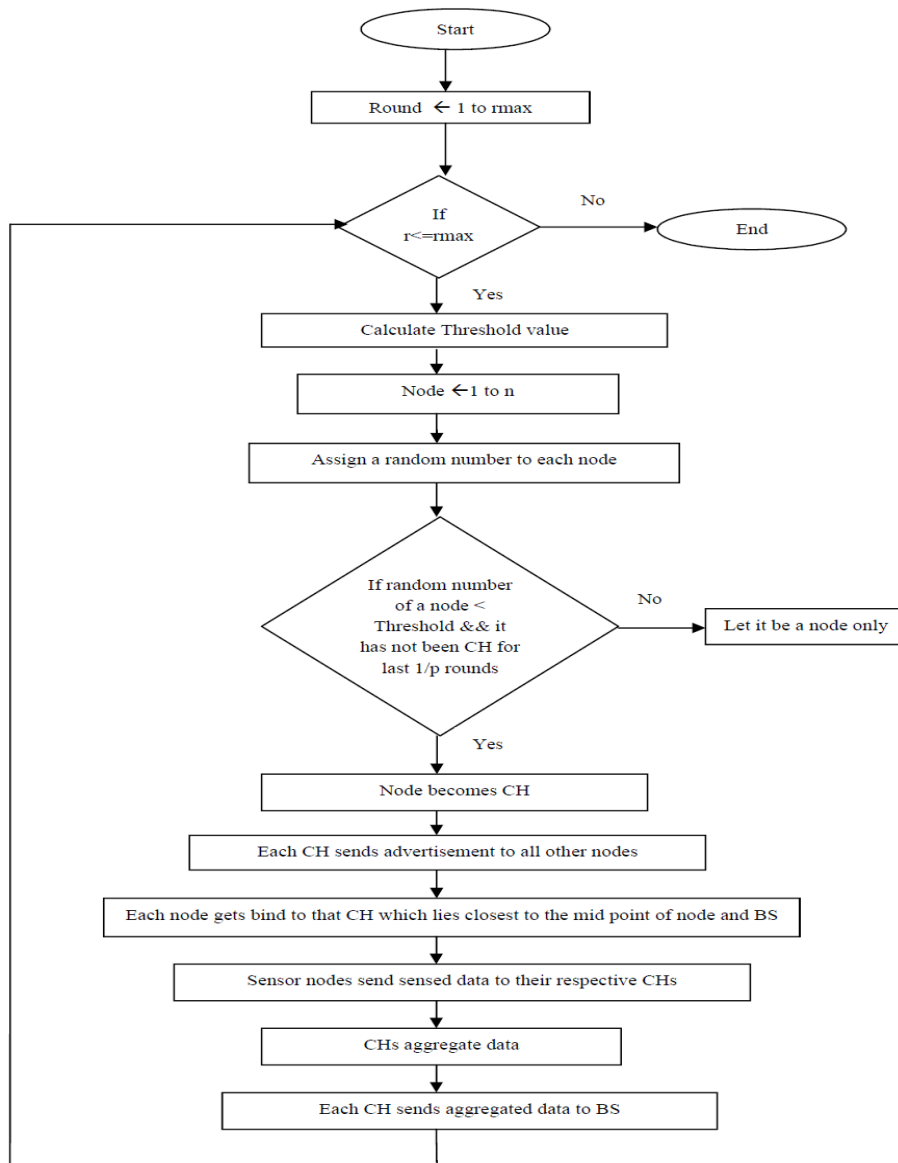 Start
Round ← 1 to rmax
If
r<=rmax
No
End
Yes
Calculate Threshold value
Node ←1 to n
Assign a random number to each node
If random number
of a node <
Threshold && it
has not been CH for
last 1/p rounds
No
Let it be a node only
Yes
Node becomes CH
Each CH sends advertisement to all other nodes
Each node gets bind to that CH which lies closest to the mid point of node and BS
Sensor nodes send sensed data to their respective CHs
CHs aggregate data
Each CH sends aggregated data to BS